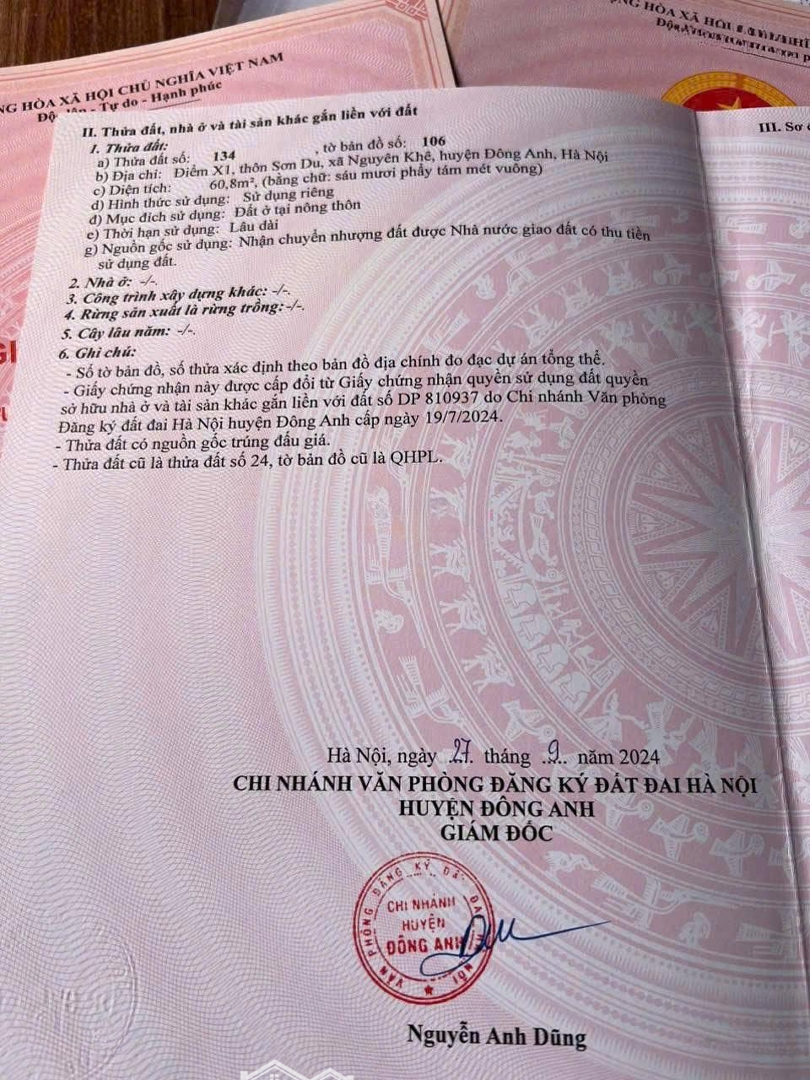 NG HÒA XÃ HỘI CHỦ NGHĨA VIỆT NAM
Tự do - Hạnh phúc
II. Thửa đất, nhà ở và tài sản khác gắn liền với đất
1. Thửa đất:
a) Thửa đất số: 134 , tờ bản đồ số: 106
b) Địa chỉ: Điểm X1, thôn Sơn Du, xã Nguyên Khê, huyện Đông Anh, Hà Nội
c) Diện tích: 60,8m², (bằng chữ: sáu mươi phẩy tám mét vuông)
d) Hình thức sử dụng: Sử dụng riêng
đ) Mục đích sử dụng: Đất ở tại nông thôn
e) Thời hạn sử dụng: Lâu dài
g) Nguồn gốc sử dụng: Nhận chuyển nhượng đất được Nhà nước giao đất có thu tiền
sử dụng đất.
2. Nhà ở: -/-.
3. Công trình xây dựng khác: -/-.
4. Rừng sản xuất là rừng trồng:-/-.
5. Cây lâu năm: -/-.
6. Ghi chú:
- Số tờ bản đồ, số thửa xác định theo bản đồ địa chính đo đạc dự án tổng thể.
- Giấy chứng nhận này được cấp đổi từ Giấy chứng nhận quyền sử dụng đất quyền
sở hữu nhà ở và tài sản khác gắn liền với đất số DP 810937 do Chi nhánh Văn phòng
Đăng ký đất đai Hà Nội huyện Đông Anh cấp ngày 19/7/2024.
- Thửa đất có nguồn gốc trúng đấu giá.
- Thửa đất cũ là thửa đất số 24, tờ bản đồ cũ là QHPL.
III. Sơ
Hà Nội, ngày 27 tháng 9 năm 2024
CHI NHÁNH VĂN PHÒNG ĐĂNG KÝ ĐẤT ĐAI HÀ NỘI
HUYỆN ĐÔNG ANH
GIÁM ĐỐC
VĂN PHÒNG ĐĂNG KÝ ĐẤT ĐAI NỘI
CHI NHÁNH
HUYỆN
ĐÔNG ANH
Nguyễn Anh Dũng